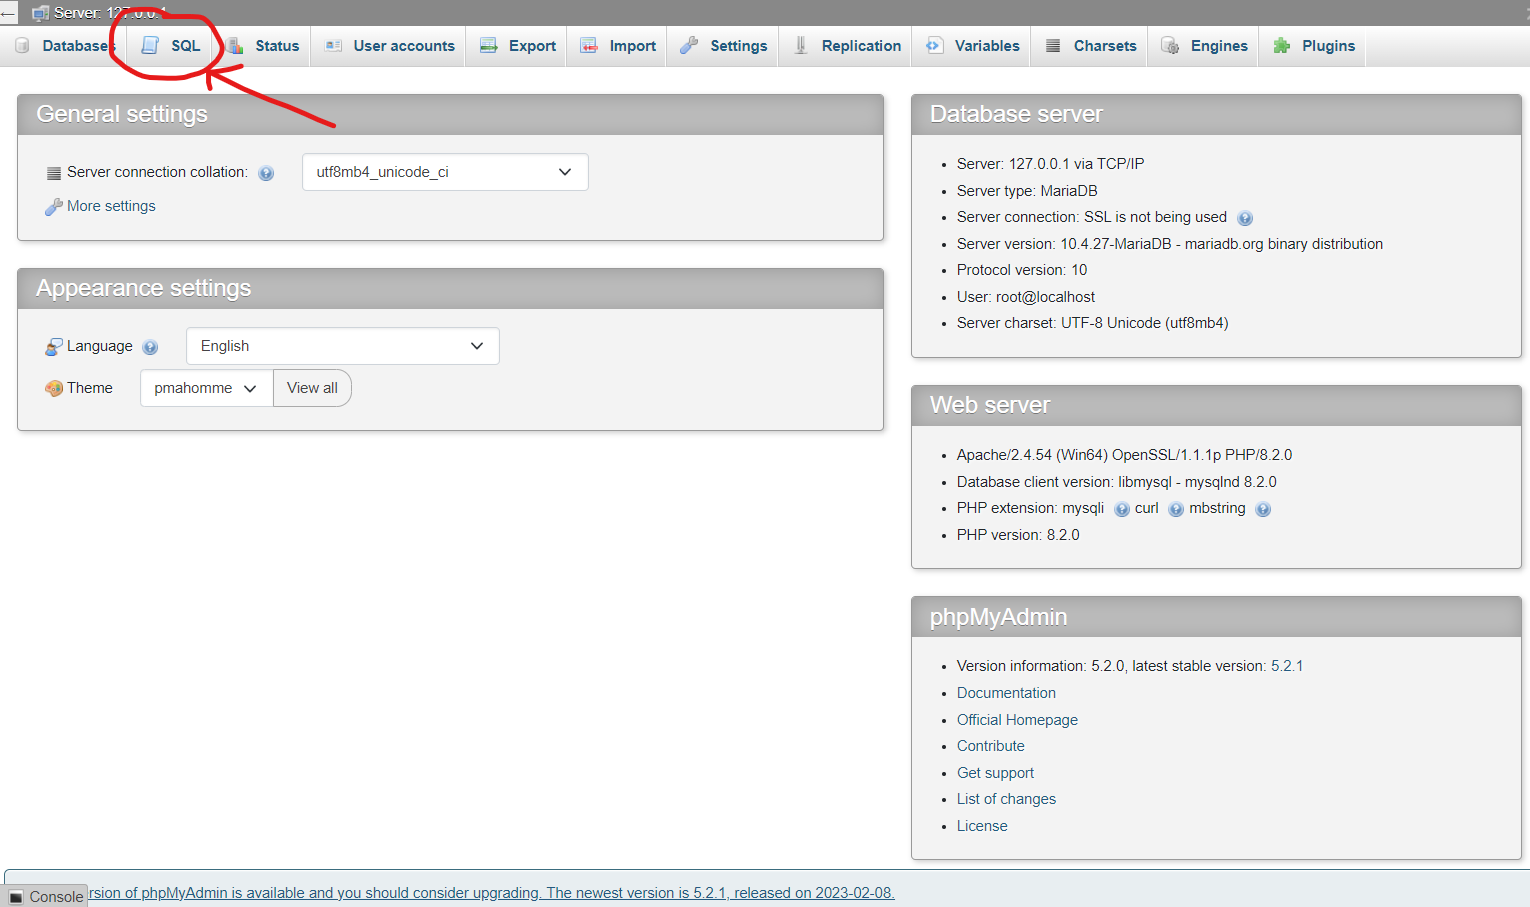 Server: 127.0.0.1
Databases SQL Status User accounts Export Import Settings Replication Variables Charsets Engines Plugins
General settings
Server connection collation: utf8mb4_unicode_ci
More settings
Appearance settings
Language English
Theme pmahomme View all
Database server
Server: 127.0.0.1 via TCP/IP
Server type: MariaDB
Server connection: SSL is not being used
Server version: 10.4.27-MariaDB - mariadb.org binary distribution
Protocol version: 10
User: root@localhost
Server charset: UTF-8 Unicode (utf8mb4)
Web server
Apache/2.4.54 (Win64) OpenSSL/1.1.1p PHP/8.2.0
Database client version: libmysql - mysqlnd 8.2.0
PHP extension: mysqli curl mbstring
PHP version: 8.2.0
phpMyAdmin
Version information: 5.2.0, latest stable version: 5.2.1
Documentation
Official Homepage
Contribute
Get support
List of changes
License
Console
of phpMyAdmin is available and you should consider upgrading. The newest version is 5.2.1, released on 2023-02-08.